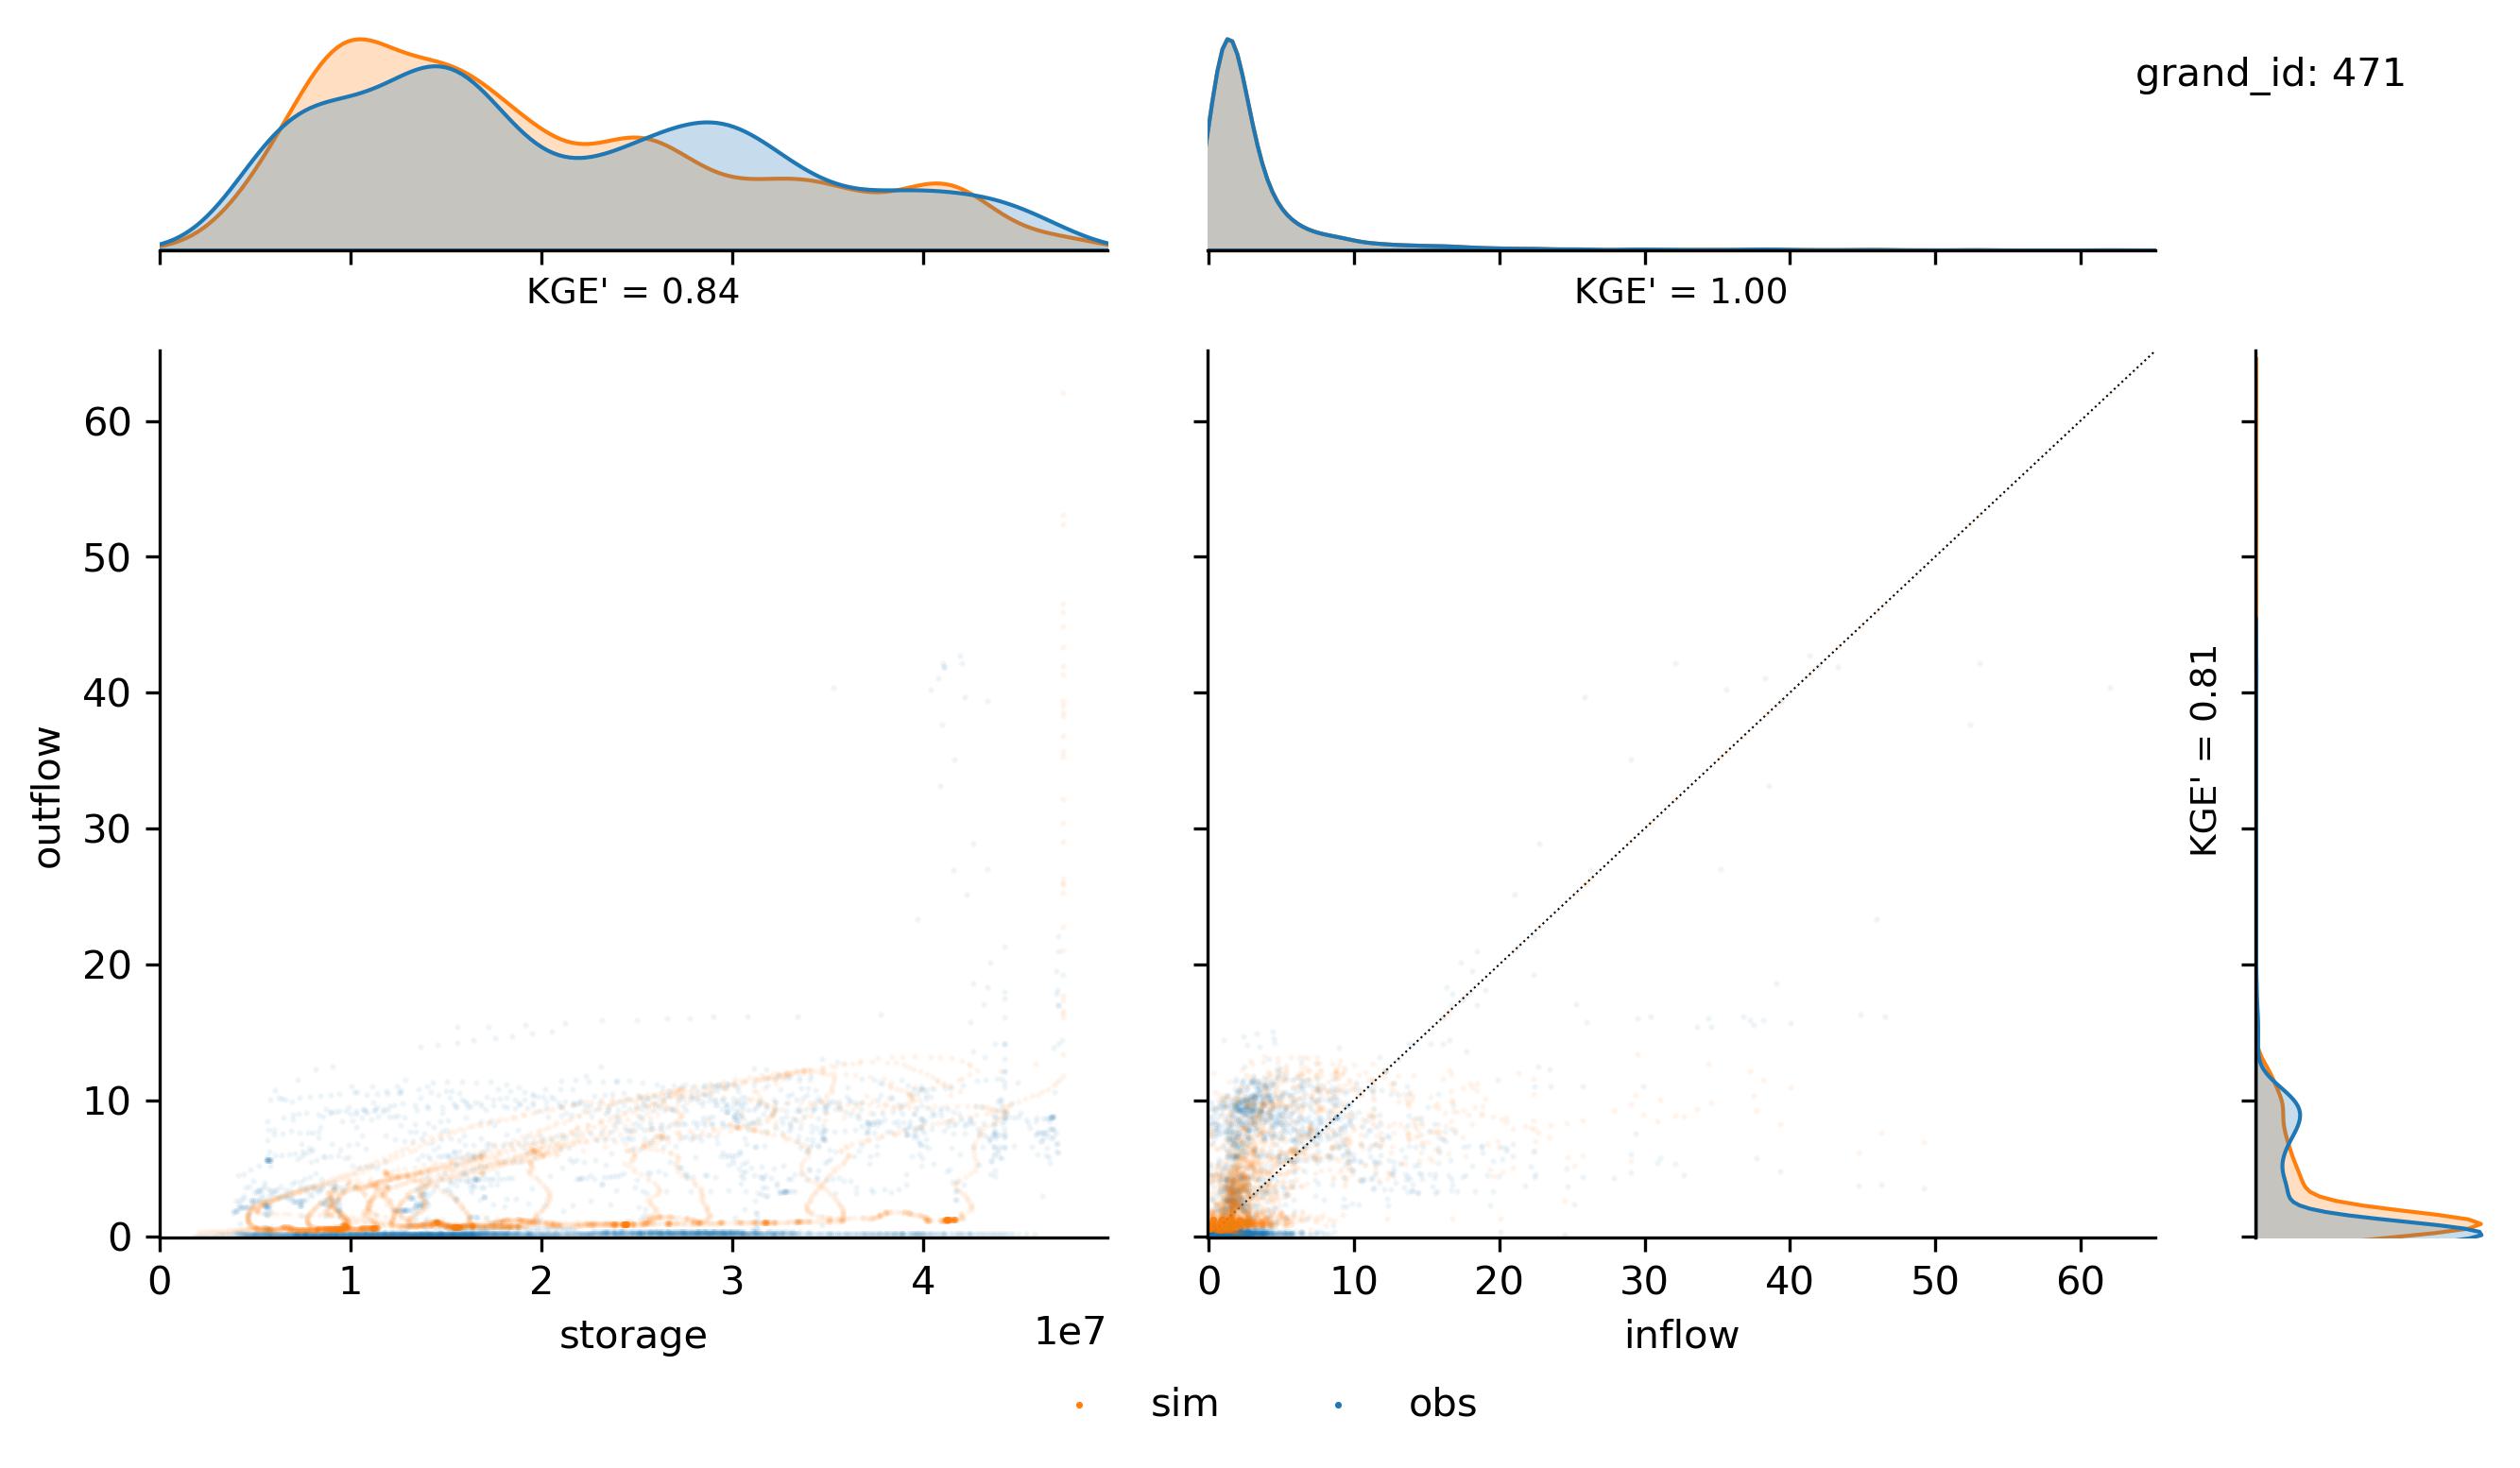 grand_id: 471
KGE' = 0.84
KGE' = 1.00
outflow
60
50
40
30
20
10
0
KGE' = 0.81
0 1 2 3 4
1e7
storage
0 10 20 30 40 50 60
inflow
sim obs